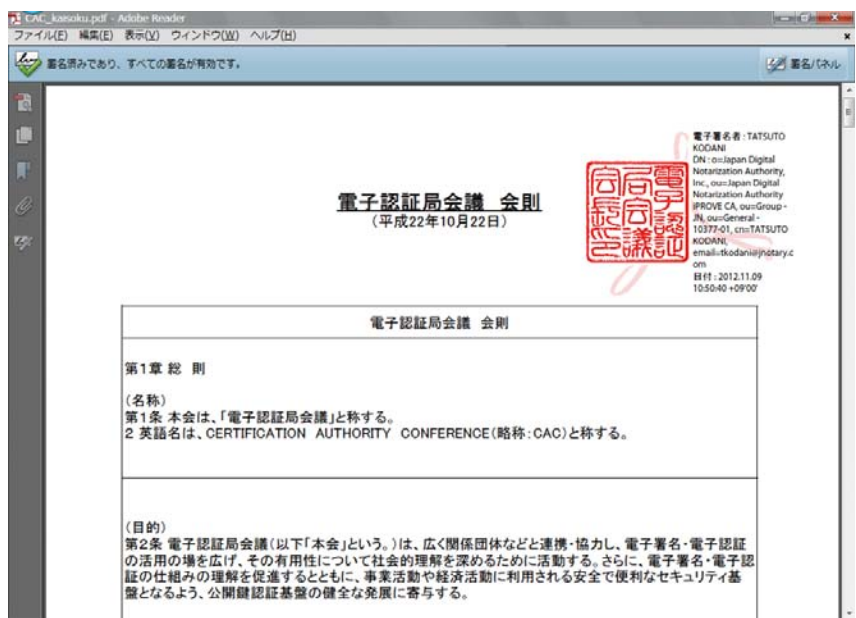 CAC_kaisoku.pdf - Adobe Reader
ファイル(E) 編集(E) 表示(V) ウィンドウ(W) ヘルプ(H)
署名済みであり、すべての署名が有効です。
署名パネル
電子署名者 : TATSUTO
KODANI
DN : o=Japan Digital
Notarization Authority,
Inc., ou=Japan Digital
Notarization Authority
iPROVE CA, ou=Group -
JN, ou=General -
10377-01, cn=TATSUTO
KODANI,
email=tkodani@jnotary.c
om
日付 : 2012.11.09
10:50:40 +09'00'
電子認証
局会議
会長印
電子認証局会議 会則
(平成22年10月22日)
電子認証局会議 会則
第1章 総 則
(名称)
第1条 本会は、「電子認証局会議」と称する。
2 英語名は、CERTIFICATION AUTHORITY CONFERENCE(略称:CAC)と称する。
(目的)
第2条 電子認証局会議(以下「本会」という。)は、広く関係団体などと連携・協力し、電子署名・電子認証
の活用の場を広げ、その有用性について社会的理解を深めるために活動する。さらに、電子署名・電子認
証の仕組みの理解を促進するとともに、事業活動や経済活動に利用される安全で便利なセキュリティ基
盤となるよう、公開鍵認証基盤の健全な発展に寄与する。